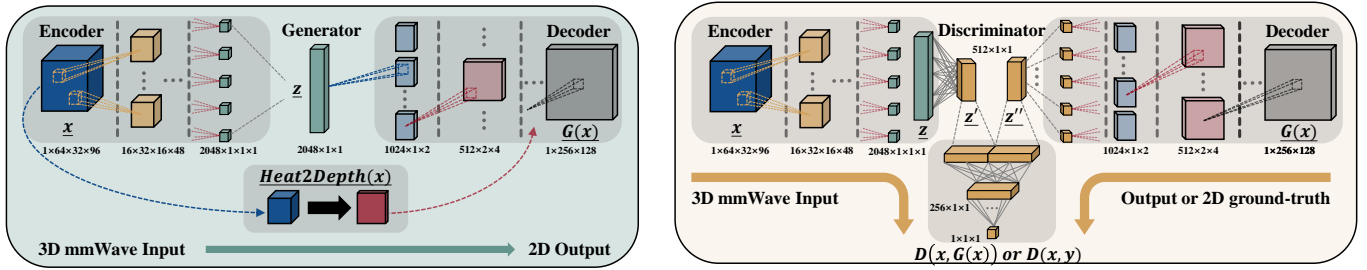 Encoder
Generator
Decoder
x
z
G(x)
1×64×32×96
16×32×16×48
2048×1×1×1
2048×1×1
1024×1×2
512×2×4
1×256×128
Heat2Depth(x)
3D mmWave Input
2D Output
Encoder
Discriminator
Decoder
512×1×1
x
z
z'
z''
G(x)
1×64×32×96
16×32×16×48
2048×1×1×1
1024×1×2
512×2×4
1×256×128
3D mmWave Input
Output or 2D ground-truth
256×1×1
1×1×1
D(x, G(x)) or D(x, y)